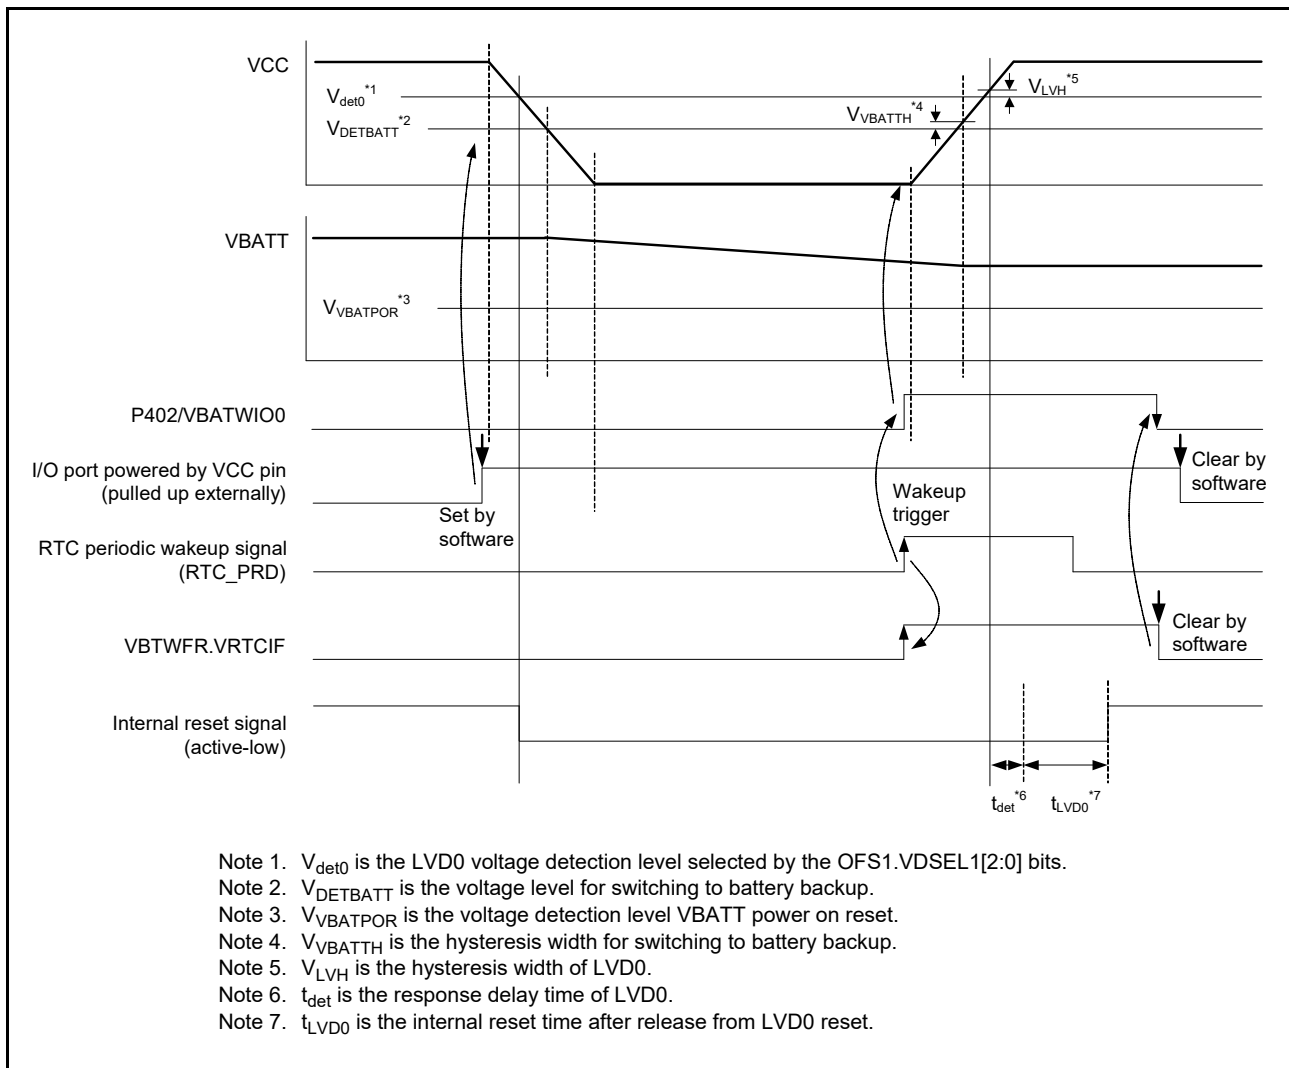 VCC
Vdet0*1
VDETBATT*2
VVBATTH*4
VLVH*5
VBATT
VVBATPOR*3
P402/VBATWIO0
I/O port powered by VCC pin
(pulled up externally)
Set by
software
Wakeup
trigger
Clear by
software
RTC periodic wakeup signal
(RTC_PRD)
VBTWFR.VRTCIF
Clear by
software
Internal reset signal
(active-low)
tdet*6
tLVD0*7
Note 1. Vdet0 is the LVD0 voltage detection level selected by the OFS1.VDSEL1[2:0] bits.
Note 2. VDETBATT is the voltage level for switching to battery backup.
Note 3. VVBATPOR is the voltage detection level VBATT power on reset.
Note 4. VVBATTH is the hysteresis width for switching to battery backup.
Note 5. VLVH is the hysteresis width of LVD0.
Note 6. tdet is the response delay time of LVD0.
Note 7. tLVD0 is the internal reset time after release from LVD0 reset.